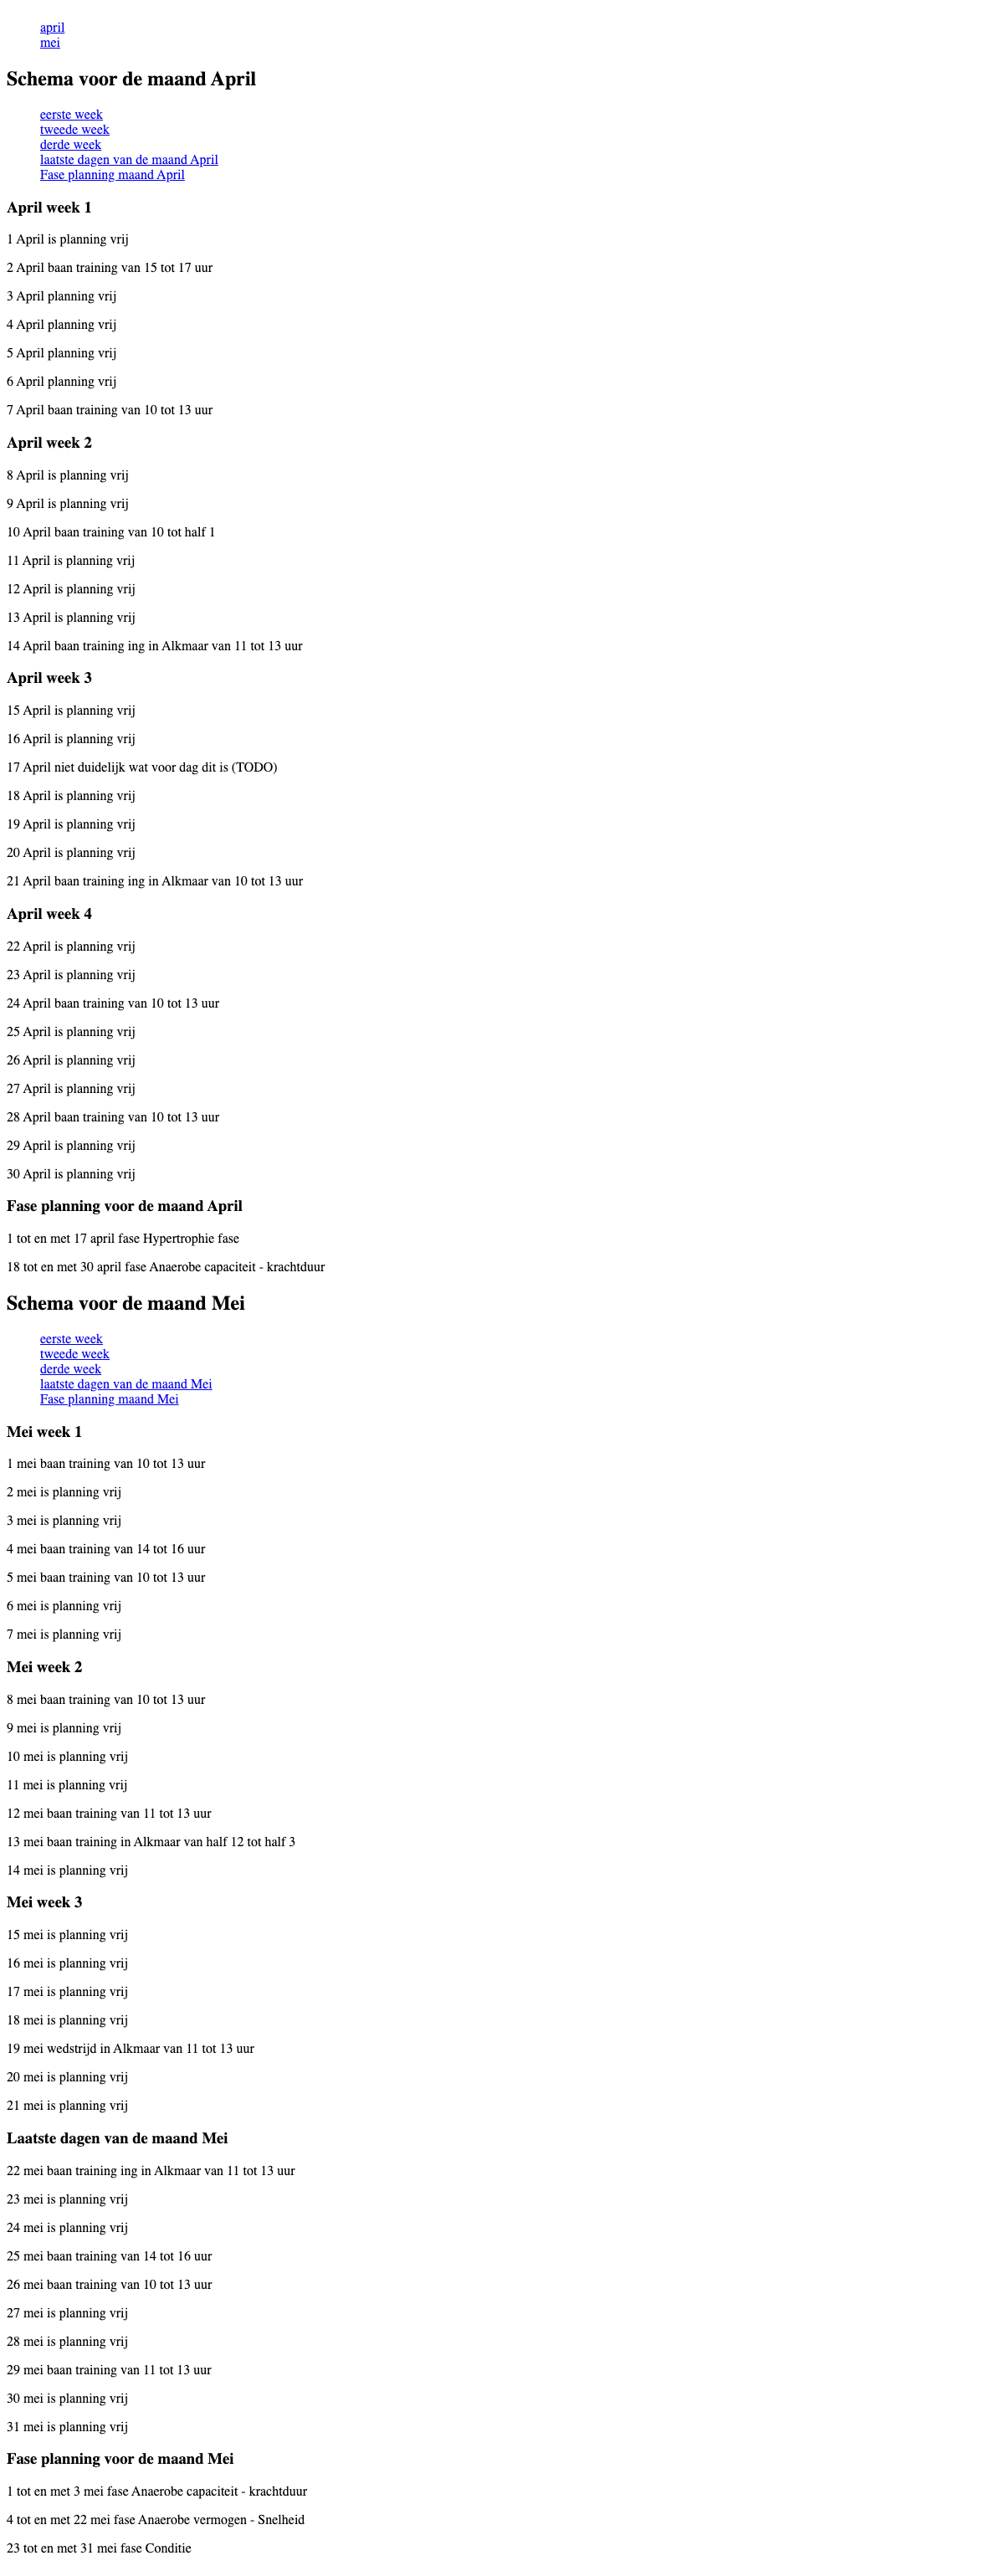 april
mei
Schema voor de maand April
eerste week
tweede week
derde week
laatste dagen van de maand April
Fase planning maand April
April week 1
1 April is planning vrij
2 April baan training van 15 tot 17 uur
3 April planning vrij
4 April planning vrij
5 April planning vrij
6 April planning vrij
7 April baan training van 10 tot 13 uur
April week 2
8 April is planning vrij
9 April is planning vrij
10 April baan training van 10 tot half 1
11 April is planning vrij
12 April is planning vrij
13 April is planning vrij
14 April baan training ing in Alkmaar van 11 tot 13 uur
April week 3
15 April is planning vrij
16 April is planning vrij
17 April niet duidelijk wat voor dag dit is (TODO)
18 April is planning vrij
19 April is planning vrij
20 April is planning vrij
21 April baan training ing in Alkmaar van 10 tot 13 uur
April week 4
22 April is planning vrij
23 April is planning vrij
24 April baan training van 10 tot 13 uur
25 April is planning vrij
26 April is planning vrij
27 April is planning vrij
28 April baan training van 10 tot 13 uur
29 April is planning vrij
30 April is planning vrij
Fase planning voor de maand April
1 tot en met 17 april fase Hypertrophie fase
18 tot en met 30 april fase Anaerobe capaciteit - krachtduur
Schema voor de maand Mei
eerste week
tweede week
derde week
laatste dagen van de maand Mei
Fase planning maand Mei
Mei week 1
1 mei baan training van 10 tot 13 uur
2 mei is planning vrij
3 mei is planning vrij
4 mei baan training van 14 tot 16 uur
5 mei baan training van 10 tot 13 uur
6 mei is planning vrij
7 mei is planning vrij
Mei week 2
8 mei baan training van 10 tot 13 uur
9 mei is planning vrij
10 mei is planning vrij
11 mei is planning vrij
12 mei baan training van 11 tot 13 uur
13 mei baan training in Alkmaar van half 12 tot half 3
14 mei is planning vrij
Mei week 3
15 mei is planning vrij
16 mei is planning vrij
17 mei is planning vrij
18 mei is planning vrij
19 mei wedstrijd in Alkmaar van 11 tot 13 uur
20 mei is planning vrij
21 mei is planning vrij
Laatste dagen van de maand Mei
22 mei baan training ing in Alkmaar van 11 tot 13 uur
23 mei is planning vrij
24 mei is planning vrij
25 mei baan training van 14 tot 16 uur
26 mei baan training van 10 tot 13 uur
27 mei is planning vrij
28 mei is planning vrij
29 mei baan training van 11 tot 13 uur
30 mei is planning vrij
31 mei is planning vrij
Fase planning voor de maand Mei
1 tot en met 3 mei fase Anaerobe capaciteit - krachtduur
4 tot en met 22 mei fase Anaerobe vermogen - Snelheid
23 tot en met 31 mei fase Conditie